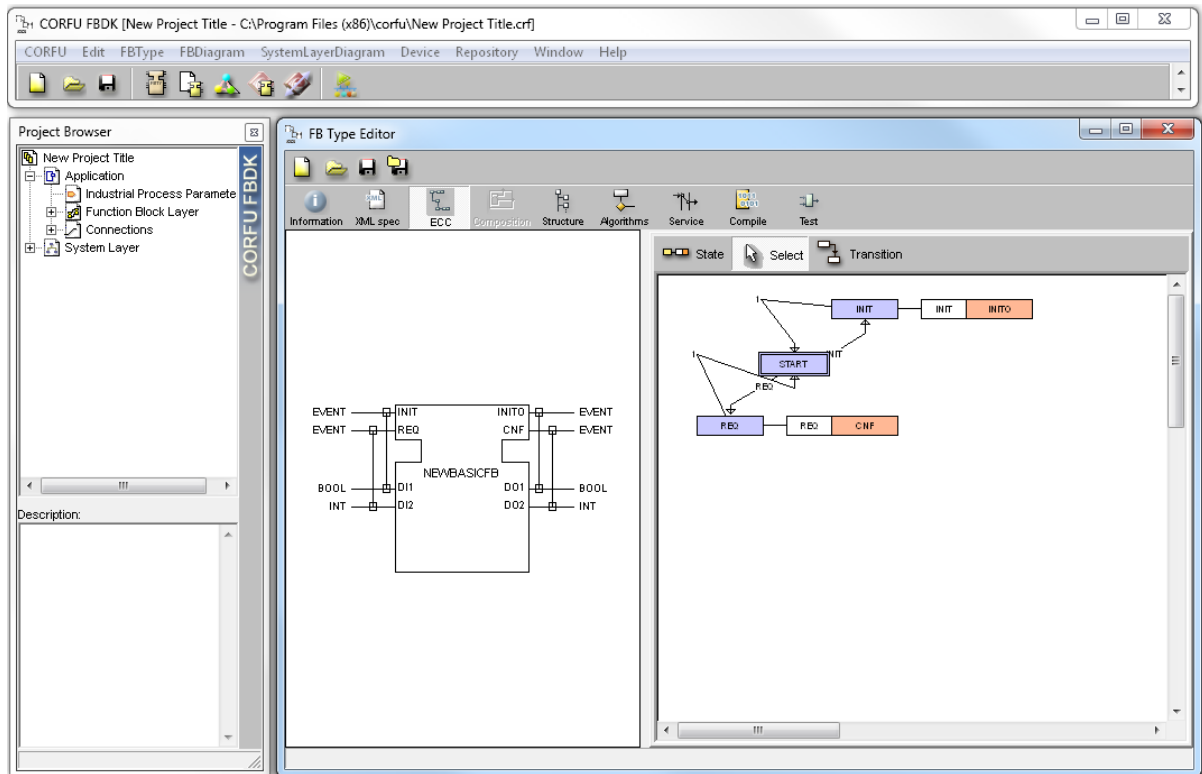 CORFU FBDK [New Project Title - C:\Program Files (x86)\corfu\New Project Title.crf]
CORFU Edit FBType FBDiagram SystemLayerDiagram Device Repository Window Help
Project Browser
New Project Title
Application
Industrial Process Paramete
Function Block Layer
Connections
System Layer
CORFU FBDK
Description:
FB Type Editor
Information XML spec ECC Composition Structure Algorithms Service Compile Test
State Select Transition
EVENT INIT INITO EVENT
EVENT REQ CNF EVENT
NEWBASICFB
BOOL DI1 DO1 BOOL
INT DI2 DO2 INT
1 INIT INIT INITO
1 START INIT
REQ
REQ REQ CNF